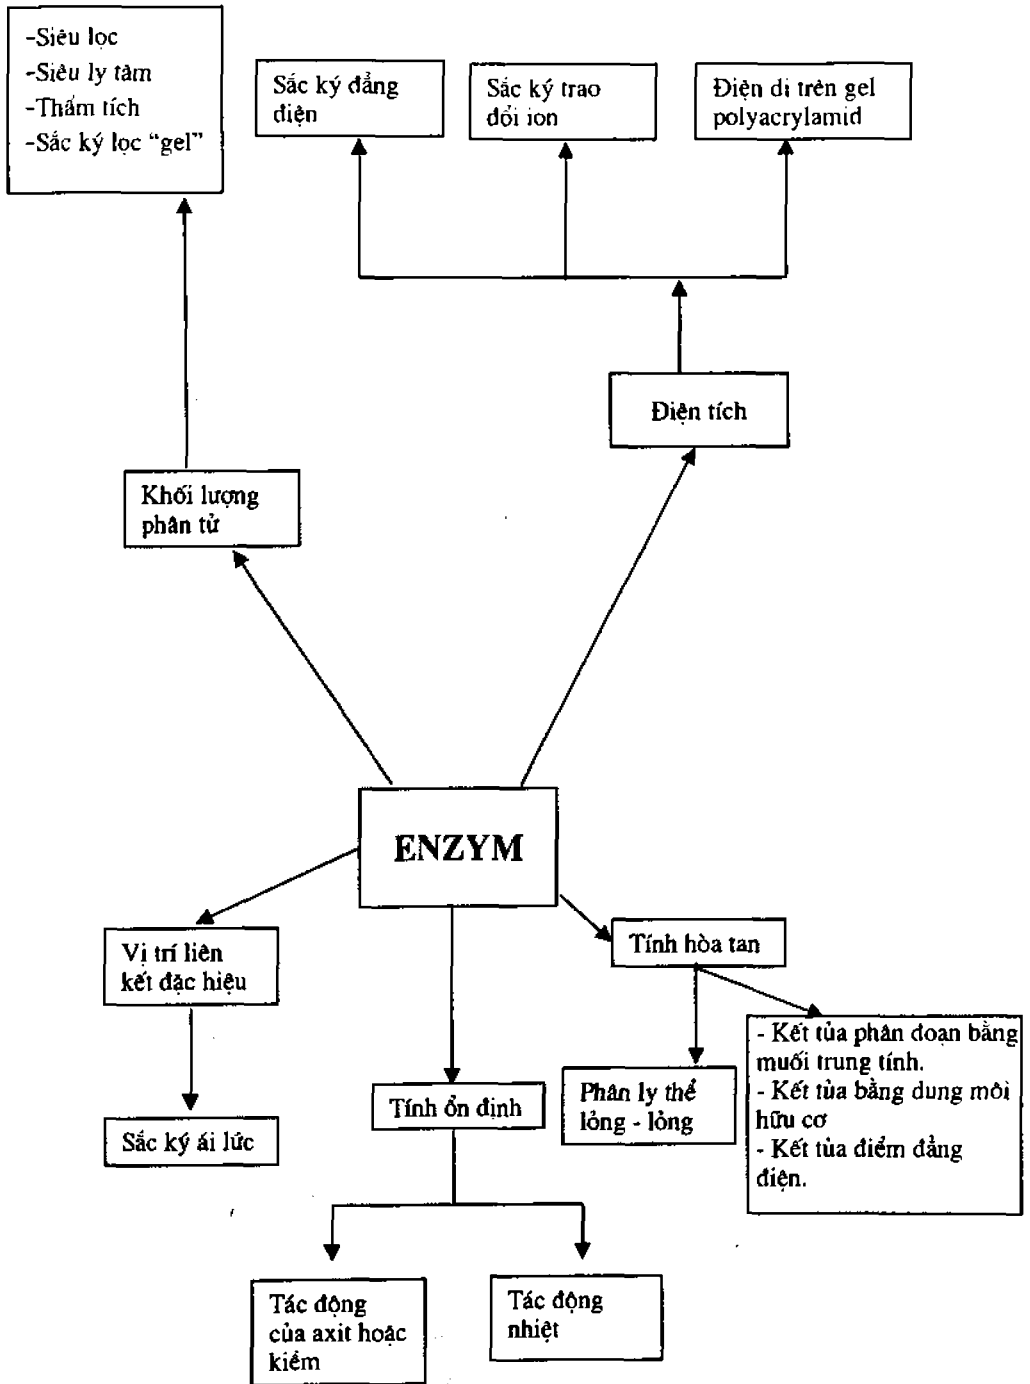 -Siêu lọc
-Siêu ly tâm
-Thẩm tích
-Sắc ký lọc “gel”
Sắc ký đẳng
điện
Sắc ký trao
đổi ion
Điện di trên gel
polyacrylamid
Điện tích
Khối lượng
phân tử
ENZYM
Vị trí liên
kết đặc hiệu
Tính hòa tan
- Kết tủa phân đoạn bằng
muối trung tính.
- Kết tủa bằng dung môi
hữu cơ
- Kết tủa điểm đẳng
điện.
Phân ly thể
lỏng - lỏng
Tính ổn định
Sắc ký ái lức
Tác động
của axit hoặc
kiềm
Tác động
nhiệt